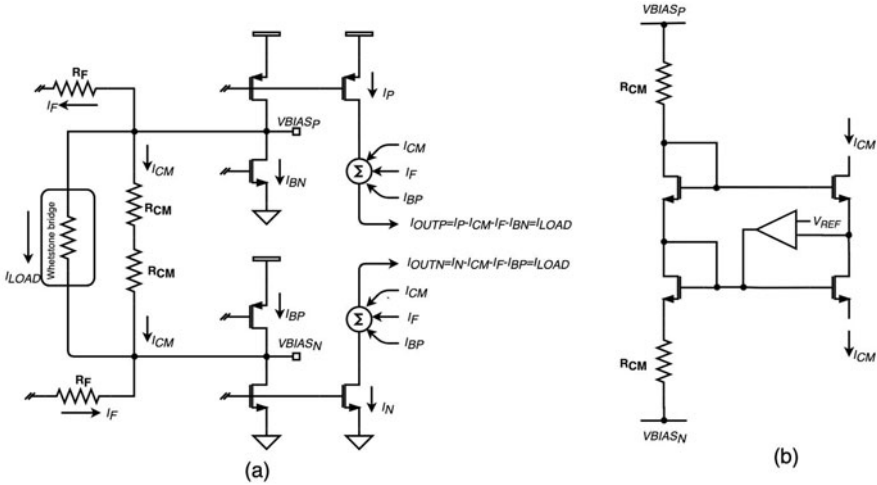 RF
IF
VBIASP
IP
ICM
RCM
IBN
ICM
IF
Σ
IBP
Whetstone bridge
ILOAD
RCM
IOUTP=IP-ICM-IF-IBN=ILOAD
IOUTN=IN-ICM-IF-IBP=ILOAD
ICM
IBP
ICM
IF
Σ
IBP
VBIASN
RF
IF
IN
(a)
VBIASP
RCM
ICM
VREF
RCM
ICM
VBIASN
(b)